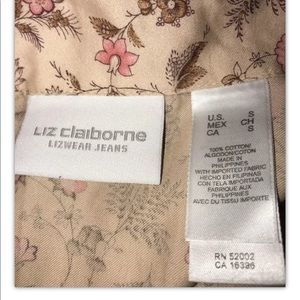 Liz claiborne
LIZWEAR JEANS
U.S. S
MEX CH
CA S
100% COTTON/
ALGODON/COTON
MADE IN
PHILIPPINES
WITH IMPORTED FABRIC
HECHO EN FILIPINAS
CON TELA IMPORTADA
FABRIQUE AUX
PHILIPPINES
AVEC DU TISSU IMPORTE
RN 52002
CA 16396